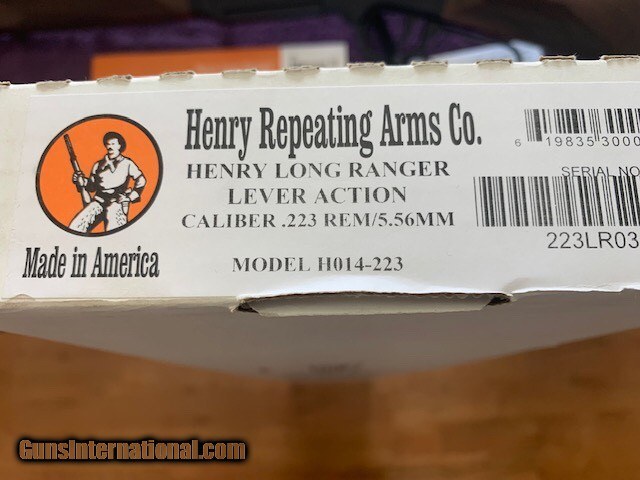 Henry Repeating Arms Co.
HENRY LONG RANGER
LEVER ACTION
CALIBER .223 REM/5.56MM
MODEL H014-223
Made in America
6 19835 3000
SERIAL NO
223LR03
GunsInternational.com